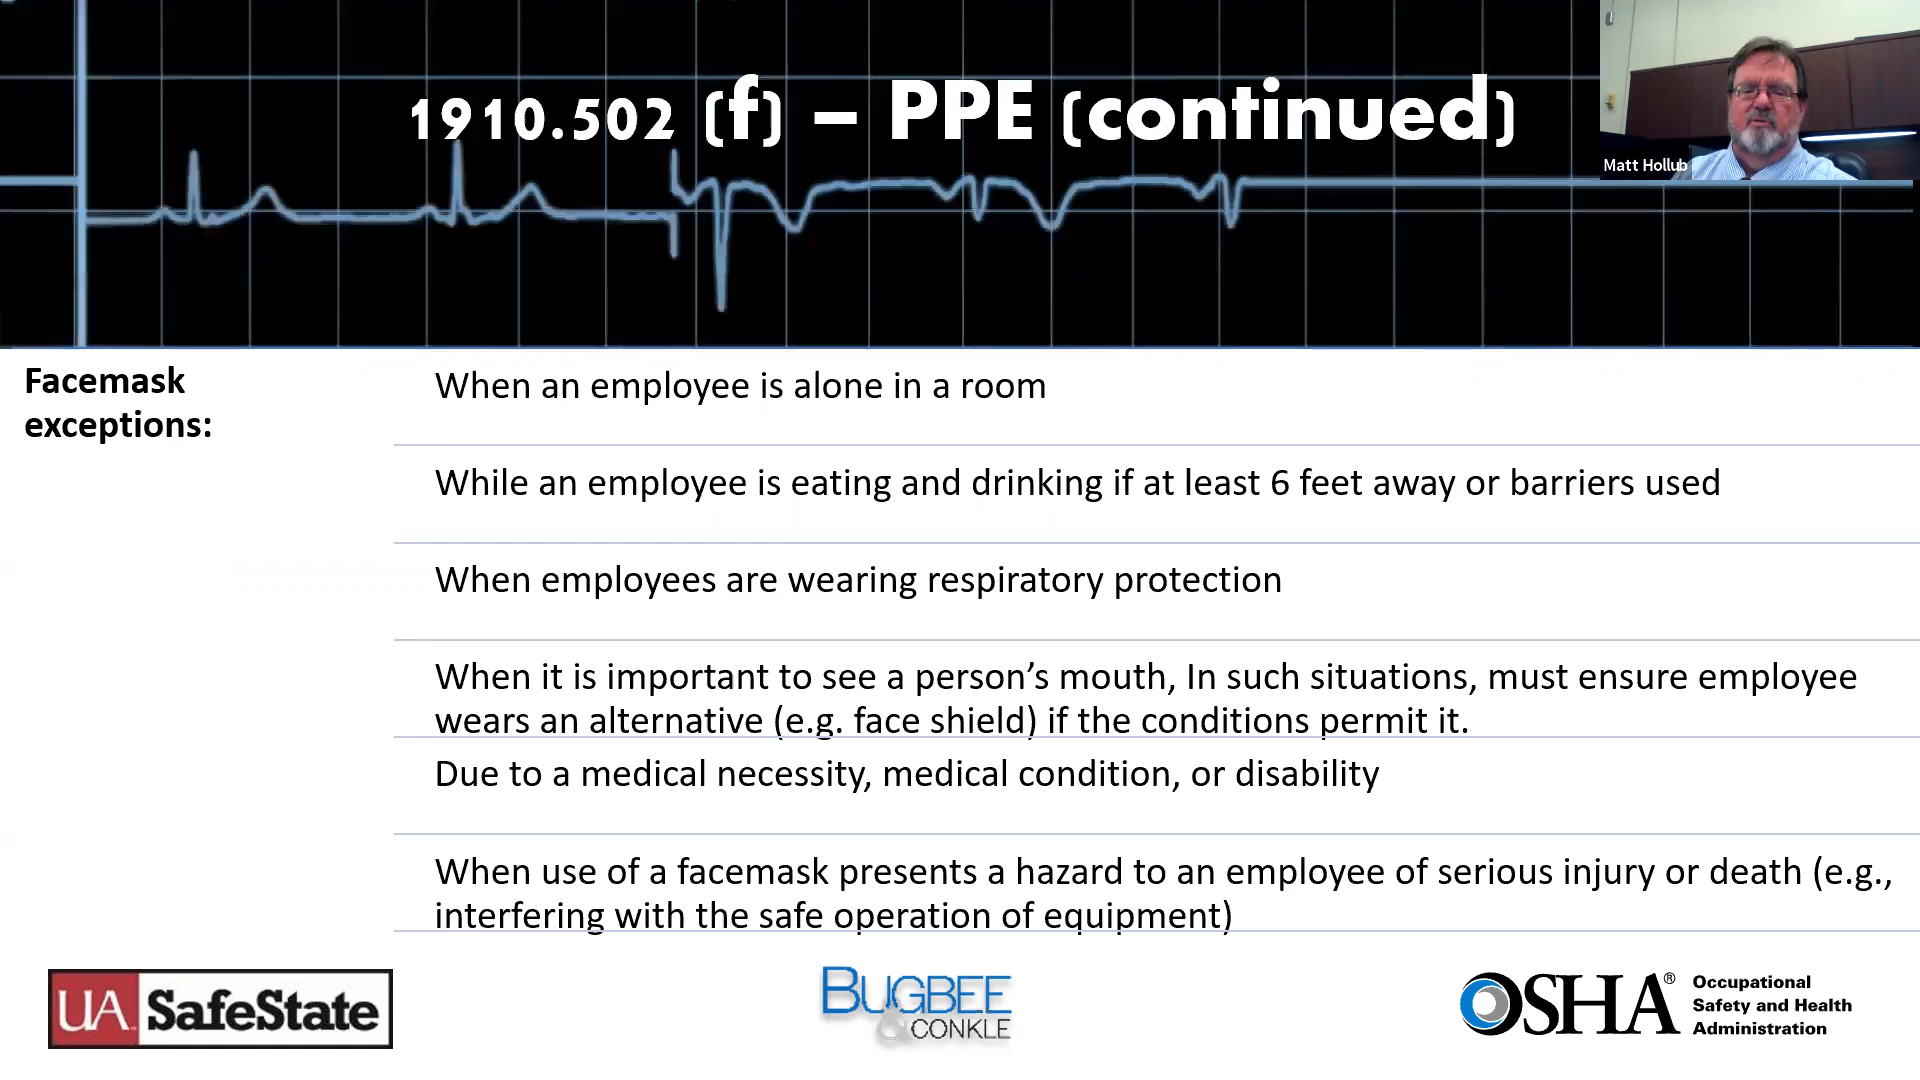 1910.502 (f) – PPE (continued)
Matt Hollub
Facemask
exceptions:
When an employee is alone in a room
While an employee is eating and drinking if at least 6 feet away or barriers used
When employees are wearing respiratory protection
When it is important to see a person’s mouth, In such situations, must ensure employee
wears an alternative (e.g. face shield) if the conditions permit it.
Due to a medical necessity, medical condition, or disability
When use of a facemask presents a hazard to an employee of serious injury or death (e.g.,
interfering with the safe operation of equipment)
UA SafeState
BUGBEE
& CONKLE
OSHA®
Occupational
Safety and Health
Administration